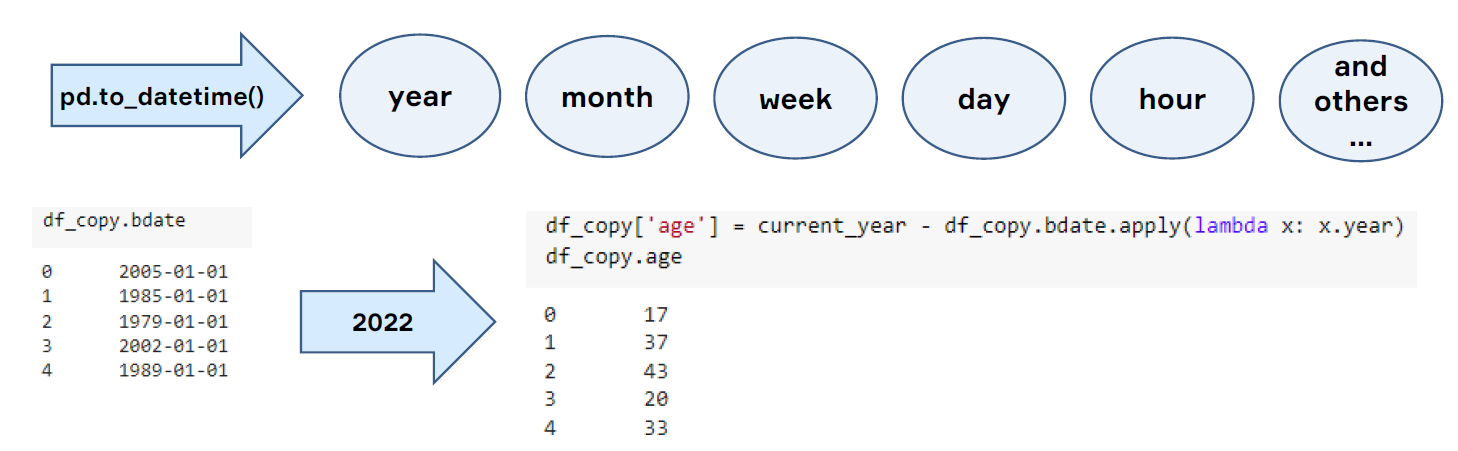 pd.to_datetime()
year
month
week
day
hour
and
others
...
df_copy.bdate
0 2005-01-01
1 1985-01-01
2 1979-01-01
3 2002-01-01
4 1989-01-01
2022
df_copy['age'] = current_year - df_copy.bdate.apply(lambda x: x.year)
df_copy.age
0 17
1 37
2 43
3 20
4 33